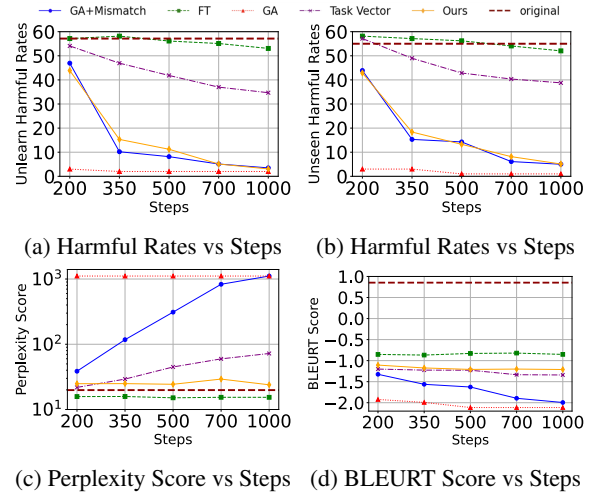 GA+Mismatch FT GA Task Vector Ours original
60
50
40
30
20
10
0
Unlearn Harmful Rates
200 350 500 700 1000
Steps
(a) Harmful Rates vs Steps
60
50
40
30
20
10
0
Unseen Harmful Rates
200 350 500 700 1000
Steps
(b) Harmful Rates vs Steps
10³
10²
10¹
Perplexity Score
200 350 500 700 1000
Steps
(c) Perplexity Score vs Steps
1.0
0.5
0.0
−0.5
−1.0
−1.5
−2.0
BLEURT Score
200 350 500 700 1000
Steps
(d) BLEURT Score vs Steps